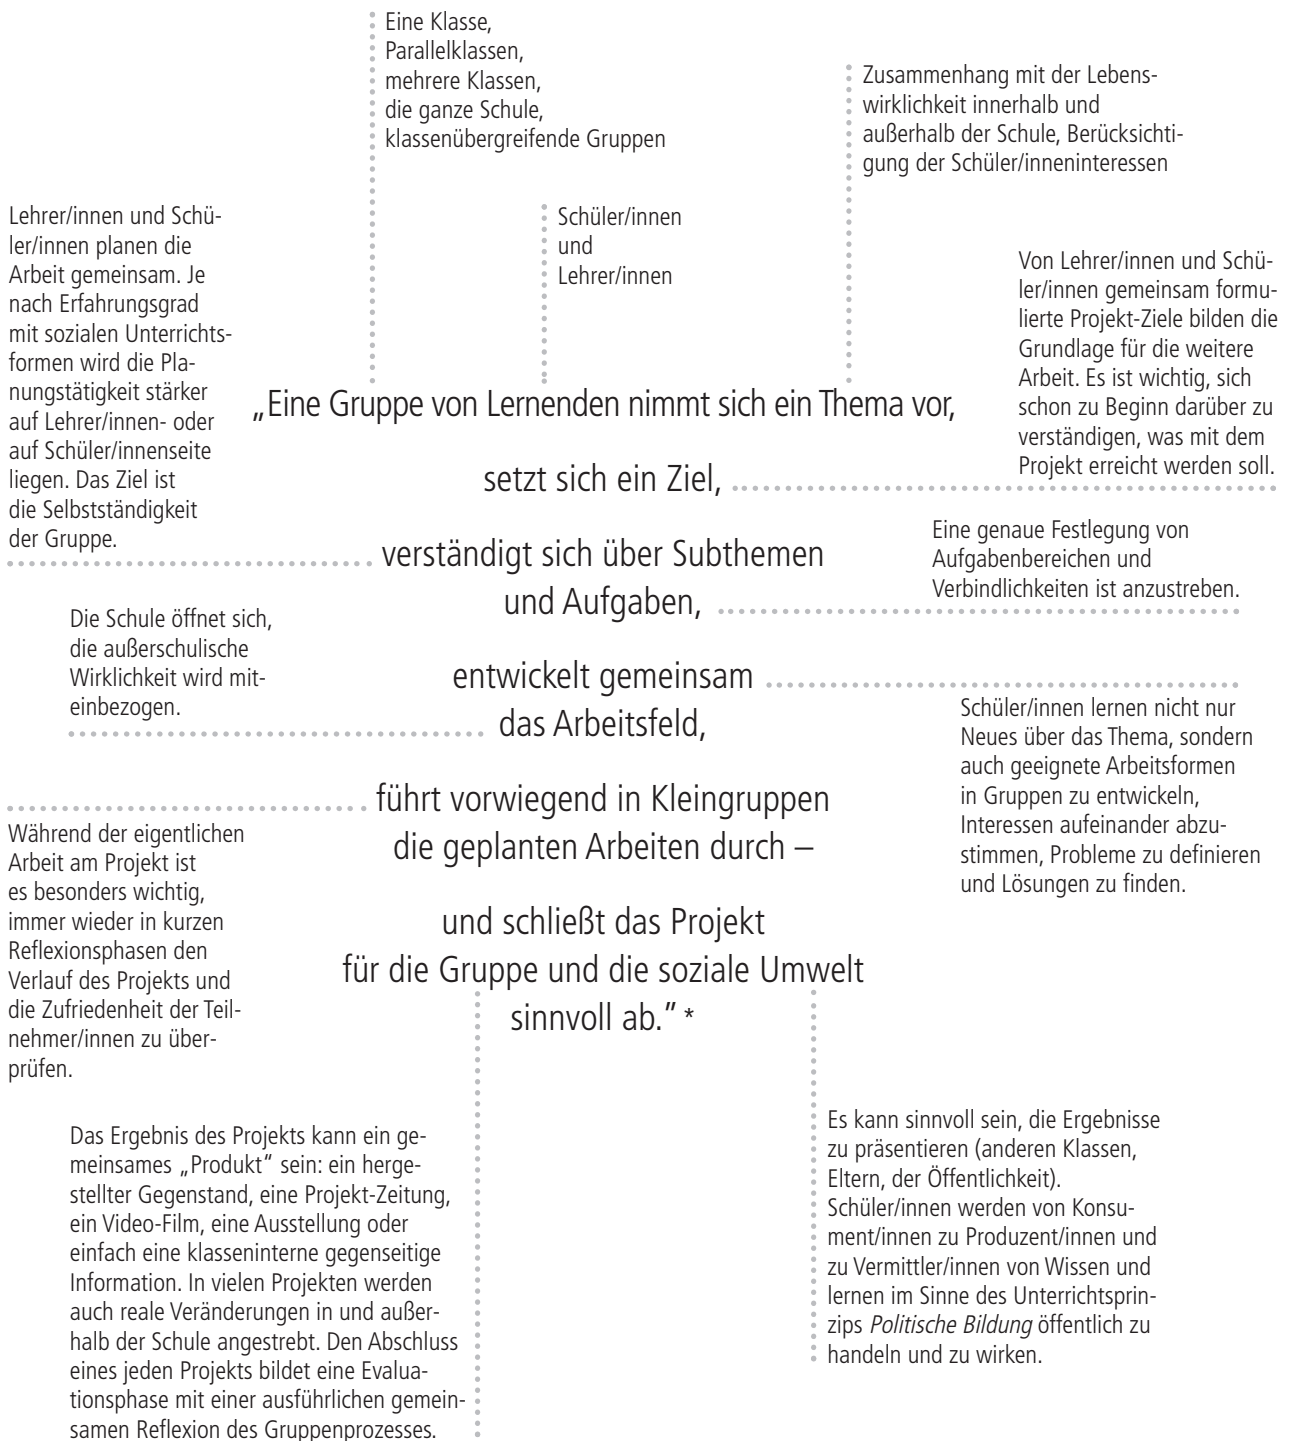 Eine Klasse,
Parallelklassen,
mehrere Klassen,
die ganze Schule,
klassenübergreifende Gruppen
Zusammenhang mit der Lebens-
wirklichkeit innerhalb und
außerhalb der Schule, Berücksichti-
gung der Schüler/inneninteressen
Lehrer/innen und Schü-
ler/innen planen die
Arbeit gemeinsam. Je
nach Erfahrungsgrad
mit sozialen Unterrichts-
formen wird die Pla-
nungstätigkeit stärker
auf Lehrer/innen- oder
auf Schüler/innenseite
liegen. Das Ziel ist
die Selbstständigkeit
der Gruppe.
Schüler/innen
und
Lehrer/innen
Von Lehrer/innen und Schü-
ler/innen gemeinsam formu-
lierte Projekt-Ziele bilden die
Grundlage für die weitere
Arbeit. Es ist wichtig, sich
schon zu Beginn darüber zu
verständigen, was mit dem
Projekt erreicht werden soll.
„Eine Gruppe von Lernenden nimmt sich ein Thema vor,
setzt sich ein Ziel,
verständigt sich über Subthemen
und Aufgaben,
Eine genaue Festlegung von
Aufgabenbereichen und
Verbindlichkeiten ist anzustreben.
Die Schule öffnet sich,
die außerschulische
Wirklichkeit wird mit-
einbezogen.
entwickelt gemeinsam
das Arbeitsfeld,
Schüler/innen lernen nicht nur
Neues über das Thema, sondern
auch geeignete Arbeitsformen
in Gruppen zu entwickeln,
Interessen aufeinander abzu-
stimmen, Probleme zu definieren
und Lösungen zu finden.
führt vorwiegend in Kleingruppen
die geplanten Arbeiten durch –
Während der eigentlichen
Arbeit am Projekt ist
es besonders wichtig,
immer wieder in kurzen
Reflexionsphasen den
Verlauf des Projekts und
die Zufriedenheit der Teil-
nehmer/innen zu über-
prüfen.
und schließt das Projekt
für die Gruppe und die soziale Umwelt
sinnvoll ab.” *
Das Ergebnis des Projekts kann ein ge-
meinsames „Produkt” sein: ein herge-
stellter Gegenstand, eine Projekt-Zeitung,
ein Video-Film, eine Ausstellung oder
einfach eine klasseninterne gegenseitige
Information. In vielen Projekten werden
auch reale Veränderungen in und außer-
halb der Schule angestrebt. Den Abschluss
eines jeden Projekts bildet eine Evalua-
tionsphase mit einer ausführlichen gemein-
samen Reflexion des Gruppenprozesses.
Es kann sinnvoll sein, die Ergebnisse
zu präsentieren (anderen Klassen,
Eltern, der Öffentlichkeit).
Schüler/innen werden von Konsu-
ment/innen zu Produzent/innen und
zu Vermittler/innen von Wissen und
lernen im Sinne des Unterrichtsprin-
zips Politische Bildung öffentlich zu
handeln und zu wirken.